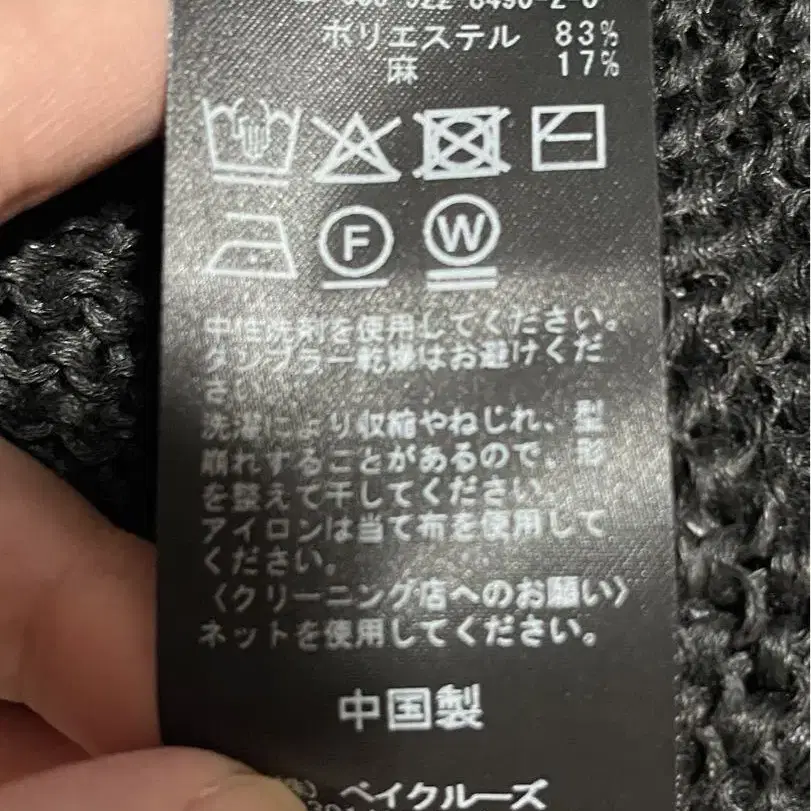 ポリエステル 83%
麻 17%
F W
中性洗剤を使用してください。
タンブラー乾燥はお避けくだ
さい。
洗濯により収縮やねじれ、型
崩れすることがあるので、形
を整えて干してください。
アイロンは当て布を使用して
ください。
〈クリーニング店へのお願い〉
ネットを使用してください。
中国製
ベイクルーズ